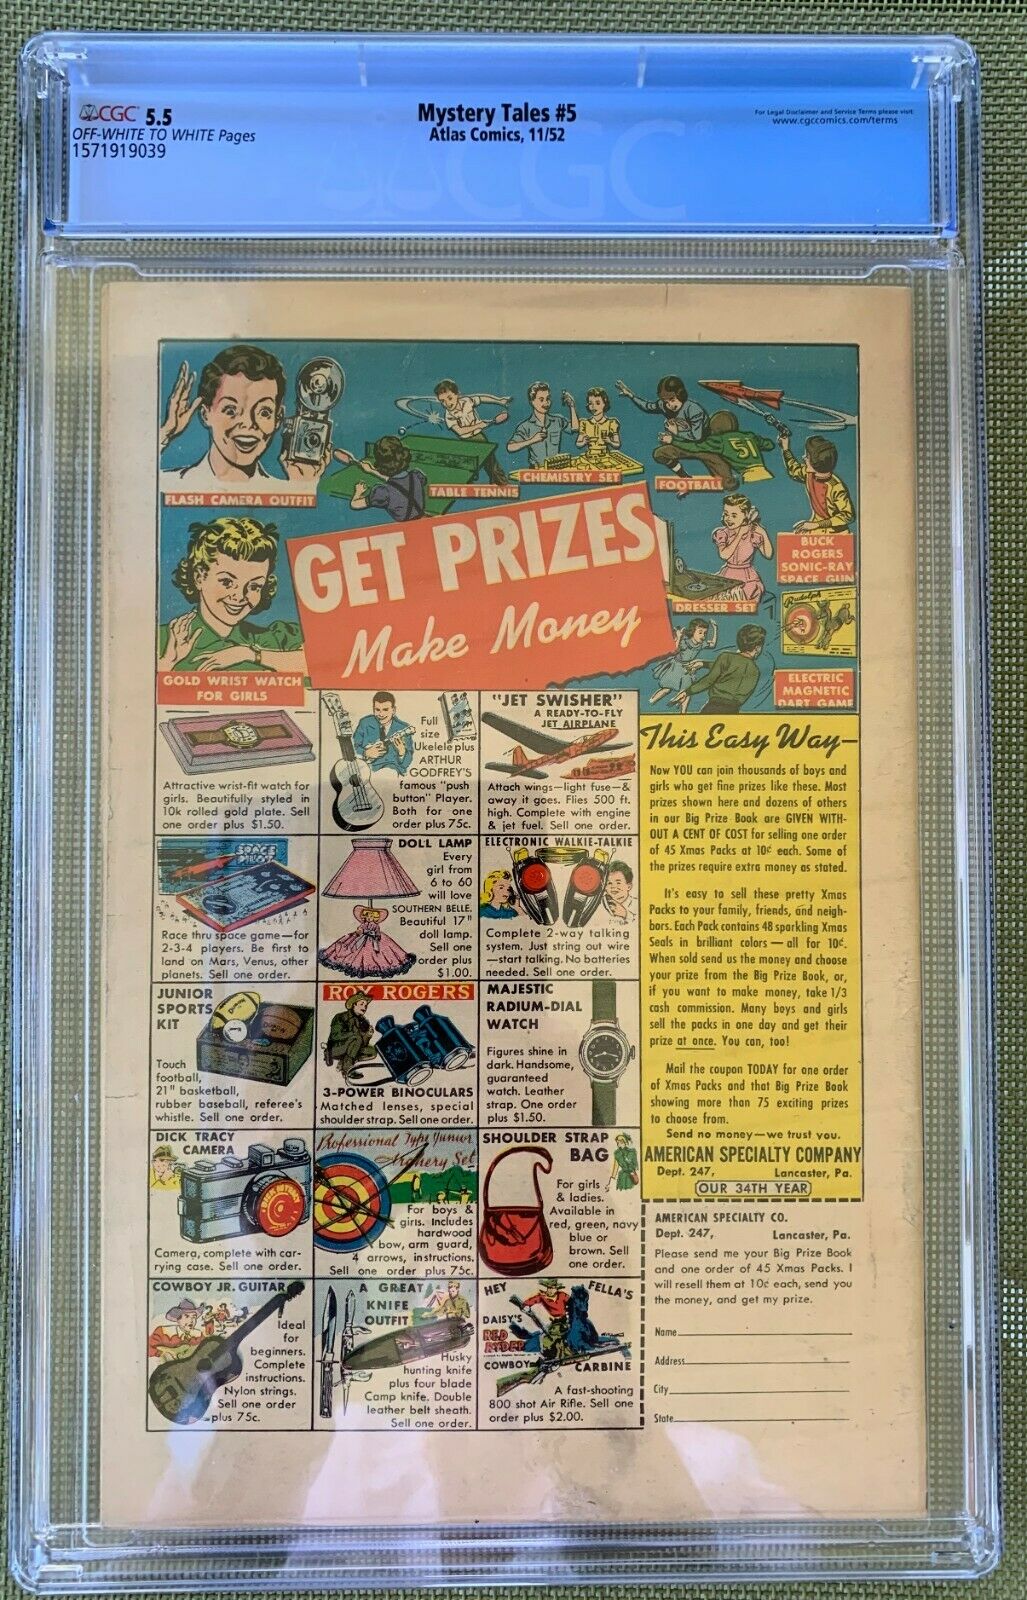 CGC 5.5
OFF-WHITE TO WHITE Pages
1571919039
Mystery Tales #5
Atlas Comics, 11/52
For Legal Disclaimer and Service Terms please visit
www.cgccomics.com/terms
CGC
FLASH CAMERA OUTFIT
TABLE TENNIS
CHEMISTRY SET
FOOTBALL
51
BUCK
ROGERS
SONIC-RAY
SPACE GUN
GET PRIZES
Make Money
DRESSER SET
Rudolph
ELECTRIC
MAGNETIC
DART GAME
GOLD WRIST WATCH
FOR GIRLS
Attractive wrist-fit watch for
girls. Beautifully styled in
10k rolled gold plate. Sell
one order plus $1.50.
Full
size
Ukelele plus
ARTHUR
GODFREY'S
famous "push
button" Player.
Both for one
order plus 75c.
"JET SWISHER"
A READY-TO-FLY
JET AIRPLANE
Attach wings—light fuse—&
away it goes. Flies 500 ft.
high. Complete with engine
& jet fuel. Sell one order.
SPACE
PILOT
Race thru space game—for
2-3-4 players. Be first to
land on Mars, Venus, other
planets. Sell one order.
DOLL LAMP
Every
girl from
6 to 60
will love
SOUTHERN BELLE.
Beautiful 17"
doll lamp.
Sell one
order plus
$1.00.
ELECTRONIC WALKIE-TALKIE
Complete 2-way talking
system. Just string out wire
—start talking. No batteries
needed. Sell one order.
JUNIOR
SPORTS
KIT
Touch
football,
21" basketball,
rubber baseball, referee's
whistle. Sell one order.
ROY ROGERS
3-POWER BINOCULARS
Matched lenses, special
shoulder strap. Sell one order.
MAJESTIC
RADIUM-DIAL
WATCH
Figures shine in
dark. Handsome,
guaranteed
watch. Leather
strap. One order
plus $1.50.
DICK TRACY
CAMERA
Camera, complete with car-
rying case. Sell one order.
Professional Type Junior
Archery Set
For boys &
girls. Includes
hardwood
bow, arm guard,
4 arrows, instructions.
Sell one order plus 75c.
SHOULDER STRAP
BAG
For girls
& ladies.
Available in
red, green, navy
blue or
brown. Sell
one order.
COWBOY JR. GUITAR
Ideal
for
beginners.
Complete
instructions.
Nylon strings.
Sell one order
plus 75c.
A GREAT
KNIFE
OUTFIT
Husky
hunting knife
plus four blade
Camp knife. Double
leather belt sheath.
Sell one order.
HEY FELLA'S
DAISY'S
RED
RYDER
COWBOY CARBINE
A fast-shooting
800 shot Air Rifle. Sell one
order plus $2.00.
This Easy Way—
Now YOU can join thousands of boys and
girls who get fine prizes like these. Most
prizes shown here and dozens of others
in our Big Prize Book are GIVEN WITH-
OUT A CENT OF COST for selling one order
of 45 Xmas Packs at 10¢ each. Some of
the prizes require extra money as stated.
It's easy to sell these pretty Xmas
Packs to your family, friends, and neigh-
bors. Each Pack contains 48 sparkling Xmas
Seals in brilliant colors — all for 10¢.
When sold send us the money and choose
your prize from the Big Prize Book, or,
if you want to make money, take 1/3
cash commission. Many boys and girls
sell the packs in one day and get their
prize at once. You can, too!
Mail the coupon TODAY for one order
of Xmas Packs and that Big Prize Book
showing more than 75 exciting prizes
to choose from.
Send no money—we trust you.
AMERICAN SPECIALTY COMPANY
Dept. 247, Lancaster, Pa.
OUR 34TH YEAR
AMERICAN SPECIALTY CO.
Dept. 247, Lancaster, Pa.
Please send me your Big Prize Book
and one order of 45 Xmas Packs. I
will resell them at 10¢ each, send you
the money, and get my prize.
Name
Address
City
State